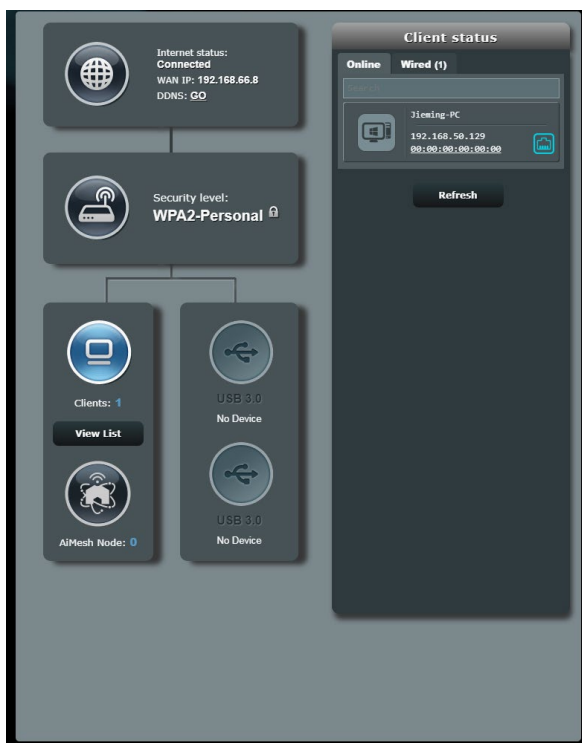 Internet status:
Connected
WAN IP: 192.168.66.8
DDNS: GO
Security level:
WPA2-Personal
Clients: 1
View List
AiMesh Node: 0
USB 3.0
No Device
USB 3.0
No Device
Client status
Online Wired (1)
Search
Jieming-PC
192.168.50.129
00:00:00:00:00:00
Refresh